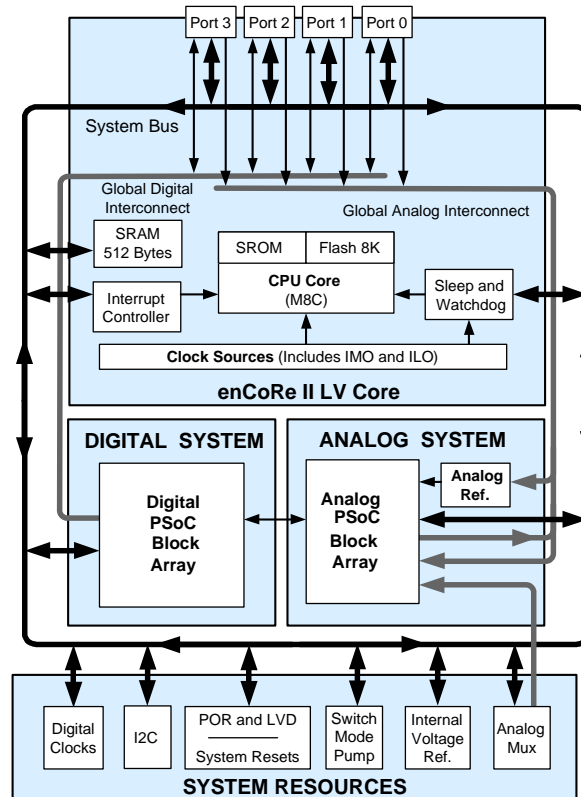 Port 3 Port 2 Port 1 Port 0
System Bus
Global Digital
Interconnect
Global Analog Interconnect
SRAM
512 Bytes
SROM Flash 8K
CPU Core
(M8C)
Interrupt
Controller
Sleep and
Watchdog
Clock Sources (Includes IMO and ILO)
enCoRe II LV Core
DIGITAL SYSTEM
Digital
PSoC
Block
Array
ANALOG SYSTEM
Analog
PSoC
Block
Array
Analog
Ref.
Digital
Clocks
I2C
POR and LVD
System Resets
Switch
Mode
Pump
Internal
Voltage
Ref.
Analog
Mux
SYSTEM RESOURCES